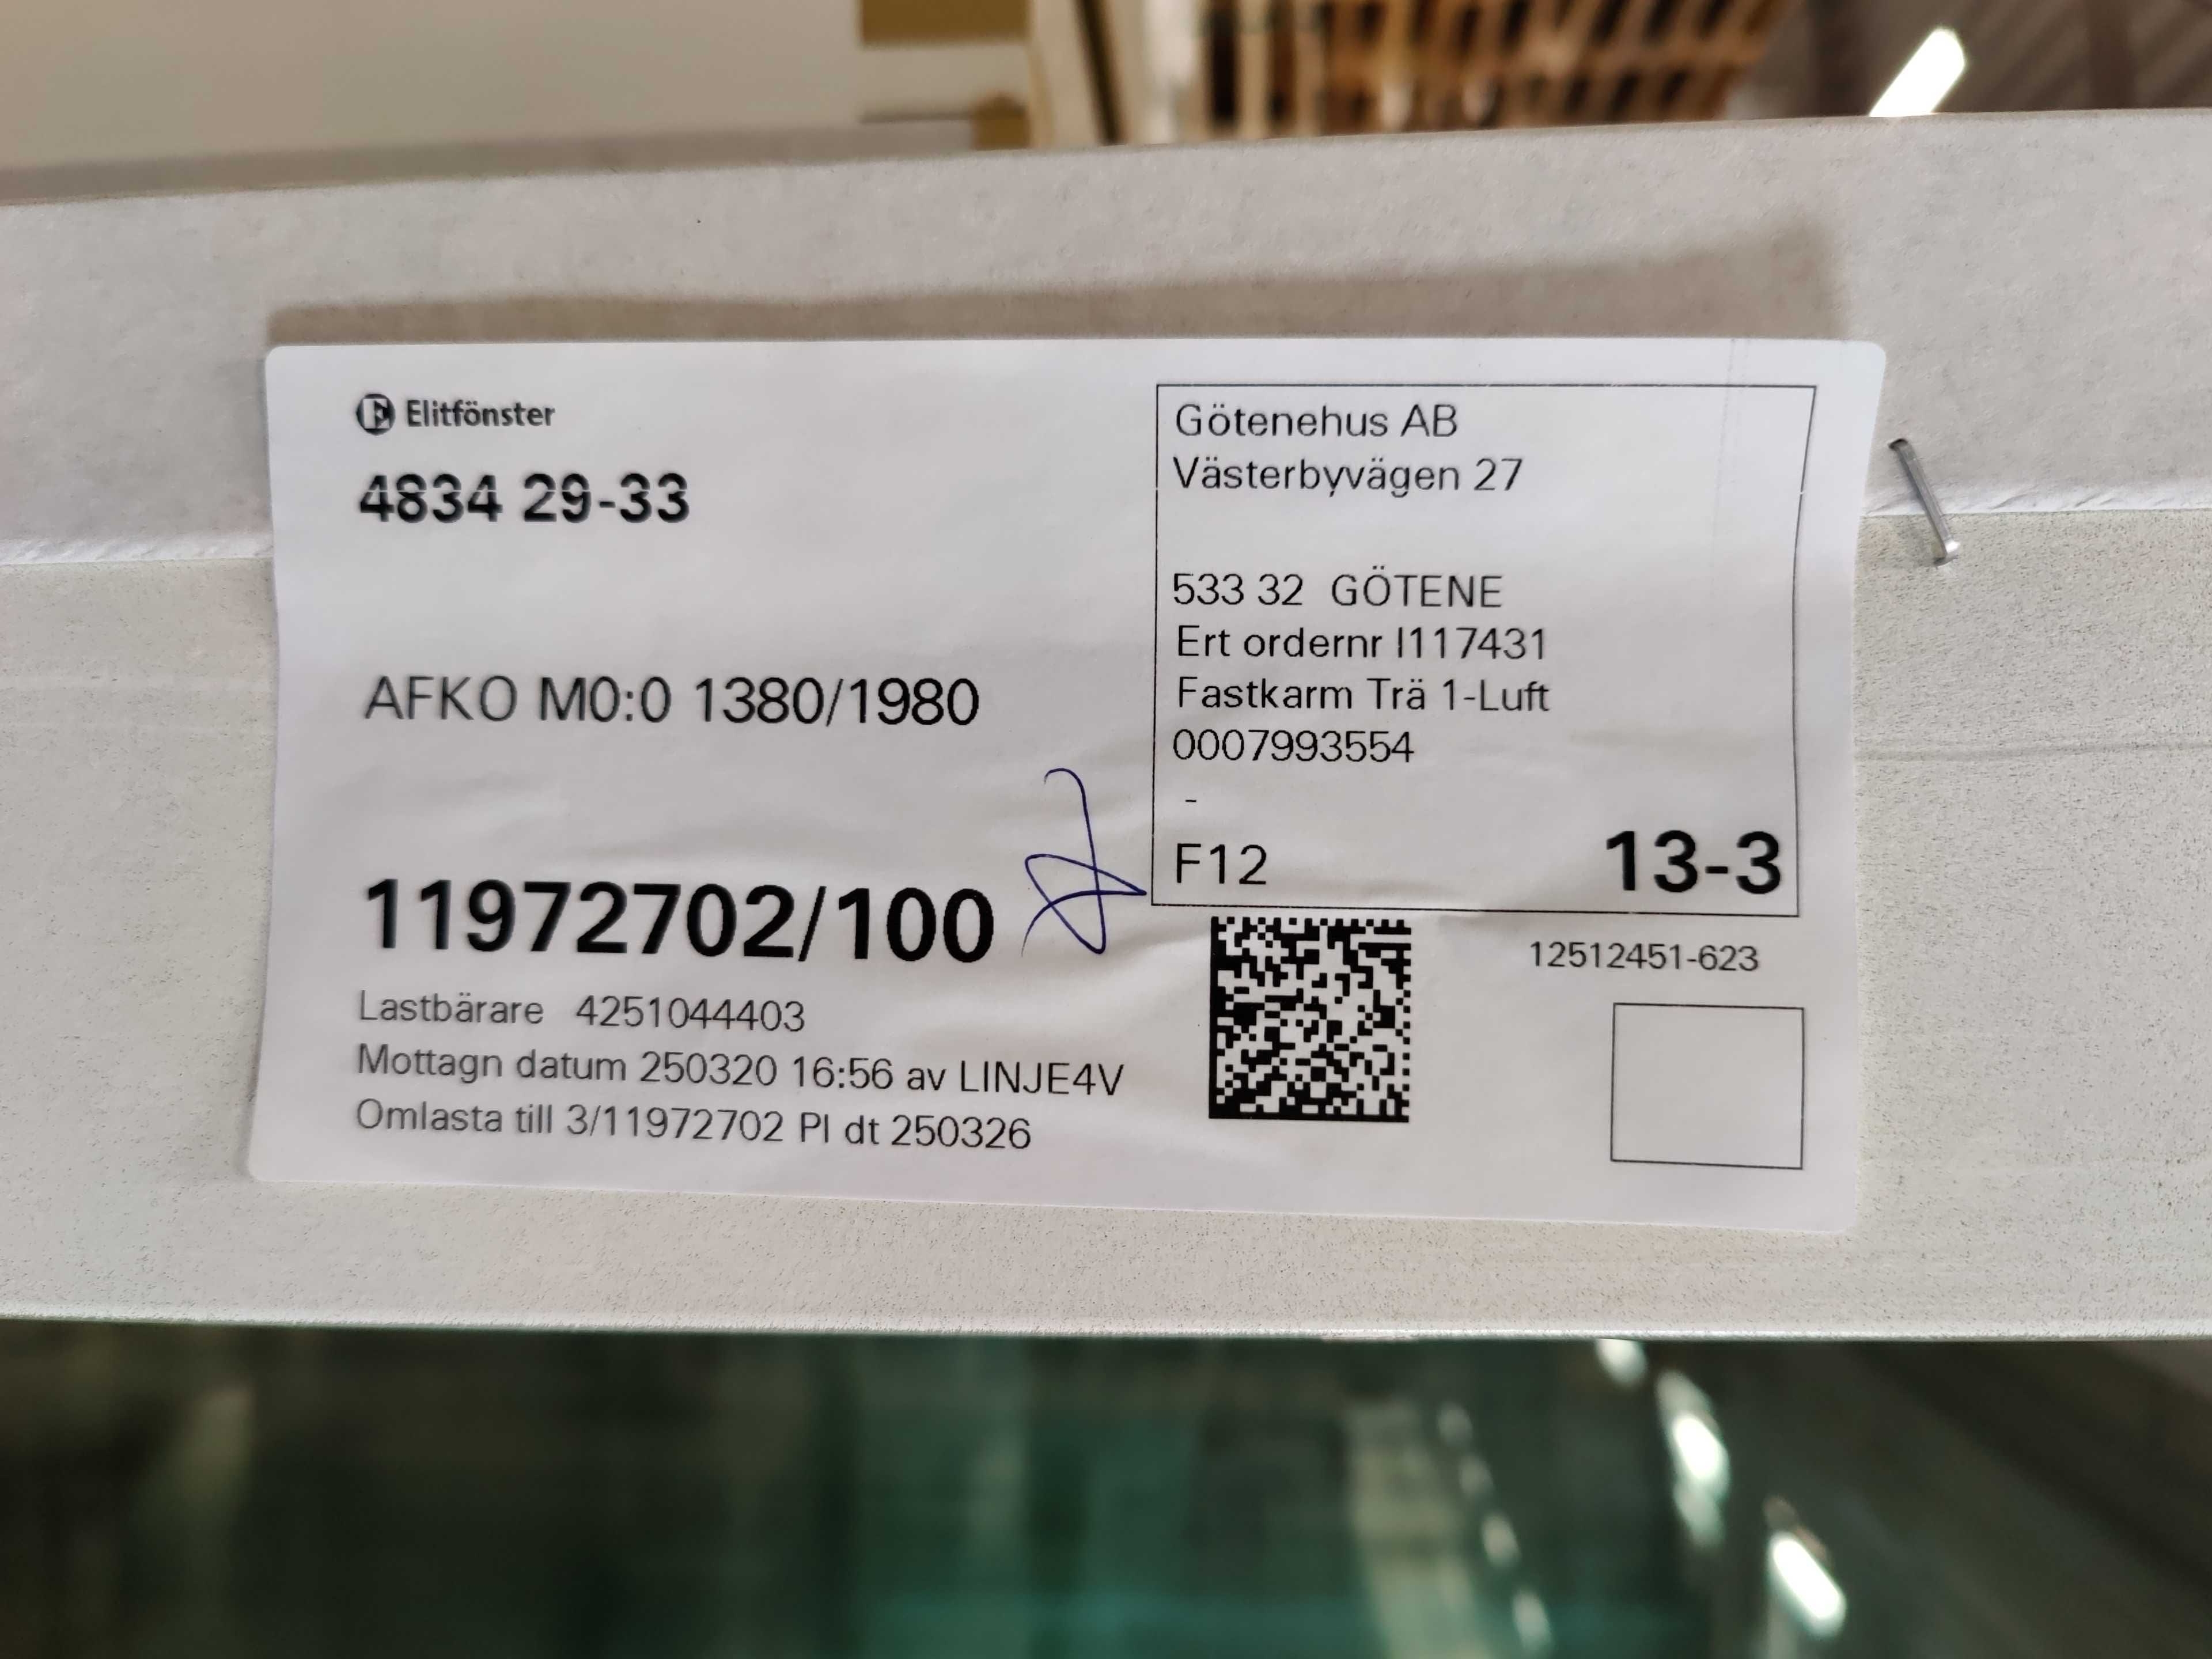 Elitfönster
4834 29-33
AFKO M0:0 1380/1980
11972702/100
Lastbärare 4251044403
Mottagn datum 250320 16:56 av LINJE4V
Omlasta till 3/11972702 Pl dt 250326
Götenehus AB
Västerbyvägen 27
533 32 GÖTENE
Ert ordernr I117431
Fastkarm Trä 1-Luft
0007993554
-
F12 13-3
12512451-623